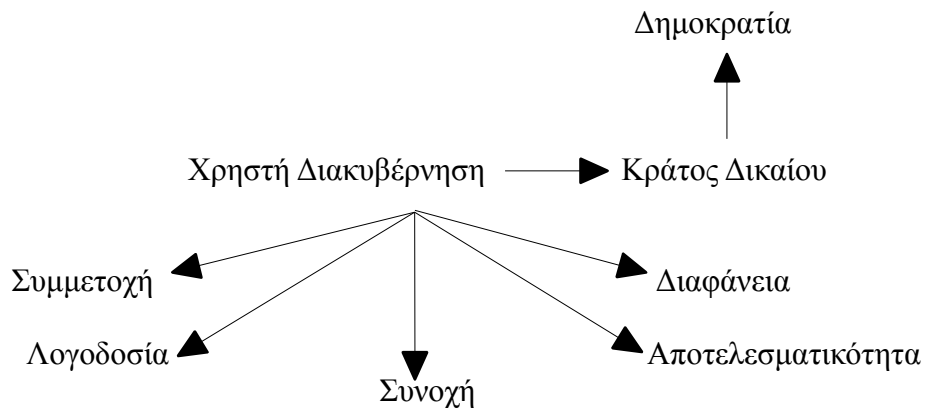 Δημοκρατία
Χρηστή Διακυβέρνηση
Κράτος Δικαίου
Συμμετοχή
Διαφάνεια
Λογοδοσία
Αποτελεσματικότητα
Συνοχή